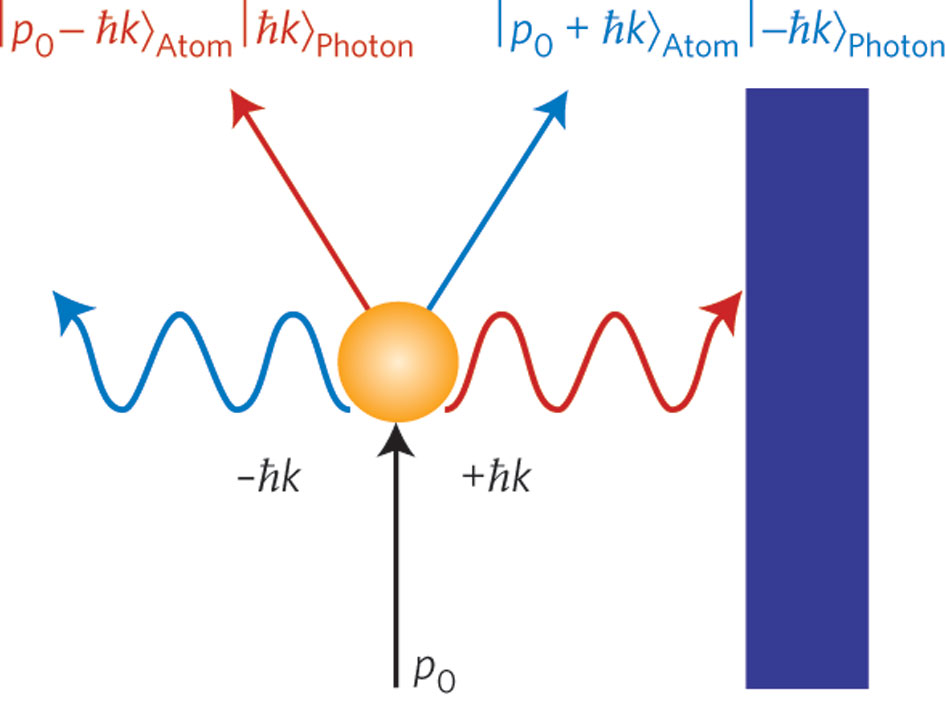 |p₀ – ℏk⟩Atom |ℏk⟩Photon
|p₀ + ℏk⟩Atom |–ℏk⟩Photon
–ℏk
+ℏk
p₀